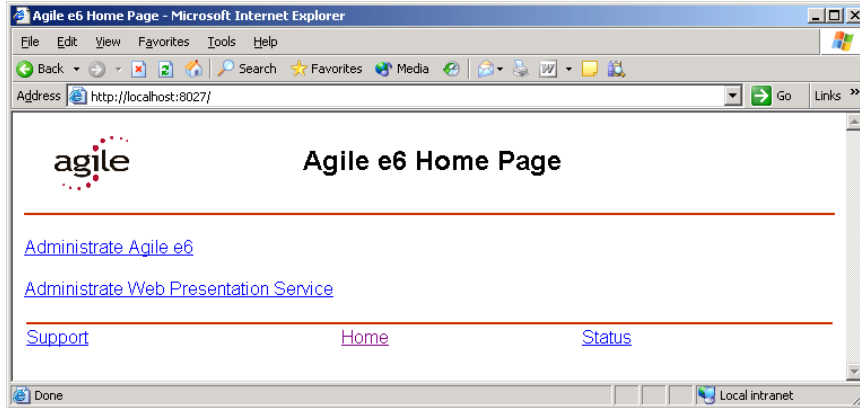 Agile e6 Home Page - Microsoft Internet Explorer
File Edit View Favorites Tools Help
Back Search Favorites Media
Address http://localhost:8027/ Go Links »
agile Agile e6 Home Page
Administrate Agile e6
Administrate Web Presentation Service
Support Home Status
Done Local intranet